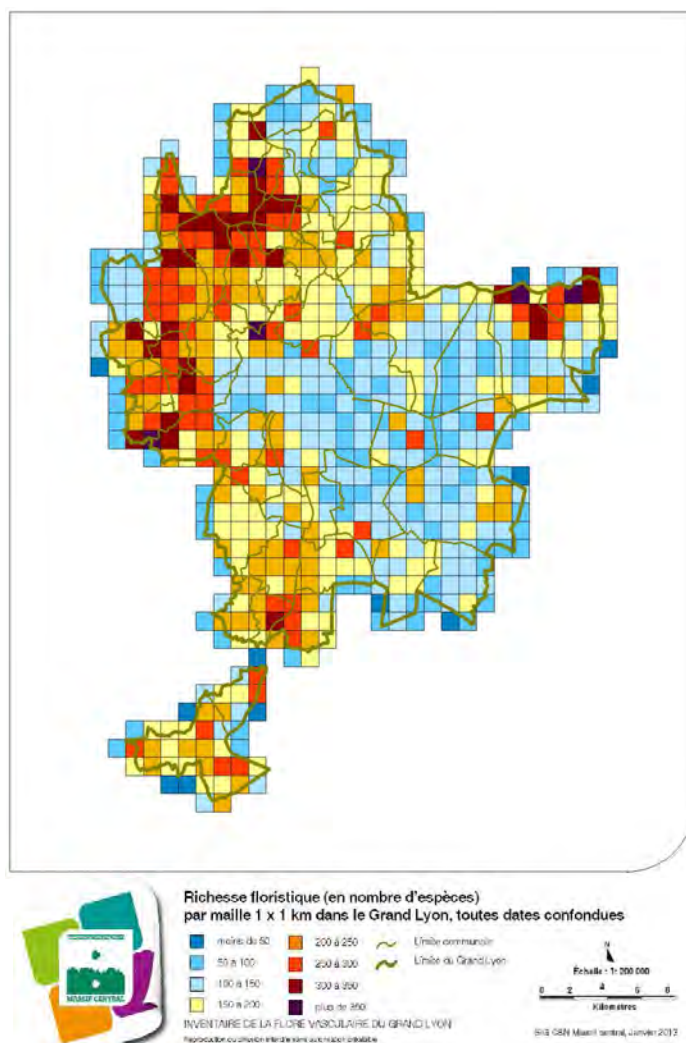 Richesse floristique (en nombre d'espèces)
par maille 1 x 1 km dans le Grand Lyon, toutes dates confondues
moins de 50
50 à 100
100 à 150
150 à 200
200 à 250
250 à 300
300 à 350
plus de 350
Limite communale
Limite du Grand Lyon
N
Échelle : 1: 200 000
0 2 4 6 8
Kilomètres
MASSIF CENTRAL
INVENTAIRE DE LA FLORE VASCULAIRE DU GRAND LYON
SIG CBN Massif central, Janvier 2013